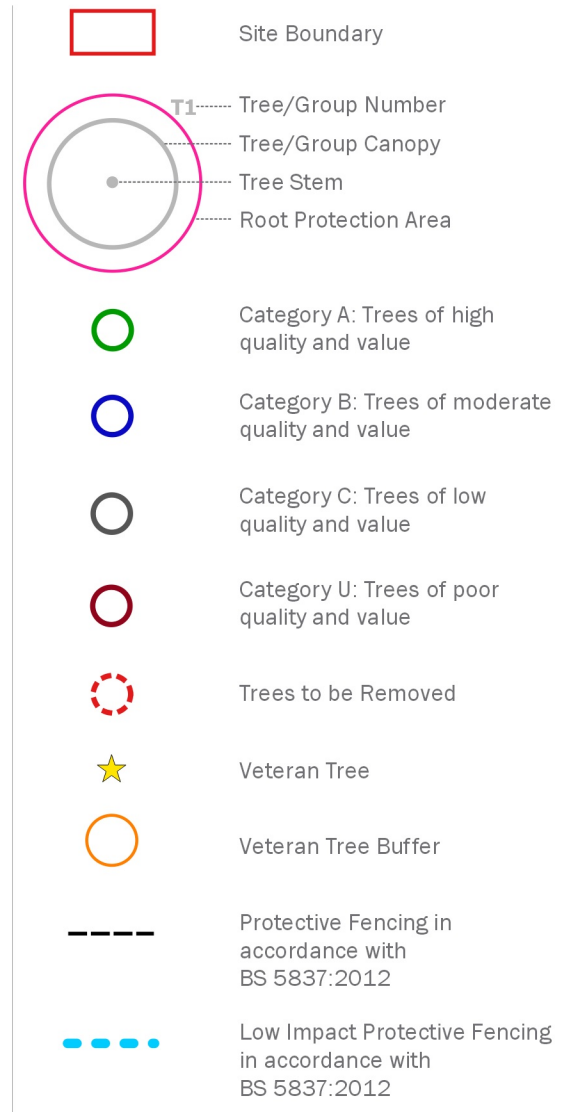 Site Boundary
T1
Tree/Group Number
Tree/Group Canopy
Tree Stem
Root Protection Area
Category A: Trees of high
quality and value
Category B: Trees of moderate
quality and value
Category C: Trees of low
quality and value
Category U: Trees of poor
quality and value
Trees to be Removed
Veteran Tree
Veteran Tree Buffer
Protective Fencing in
accordance with
BS 5837:2012
Low Impact Protective Fencing
in accordance with
BS 5837:2012